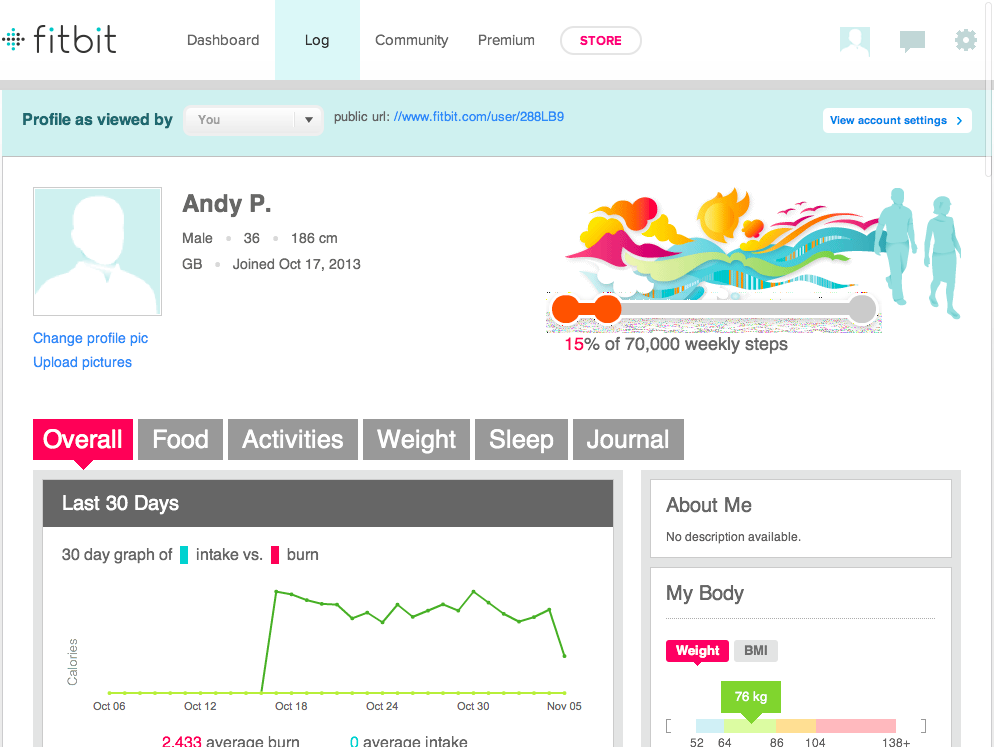 fitbit
Dashboard Log Community Premium STORE
Profile as viewed by You public url: //www.fitbit.com/user/288LB9 View account settings
Andy P.
Male 36 186 cm
GB Joined Oct 17, 2013
15% of 70,000 weekly steps
Change profile pic
Upload pictures
Overall Food Activities Weight Sleep Journal
Last 30 Days
30 day graph of intake vs. burn
Calories
Oct 06 Oct 12 Oct 18 Oct 24 Oct 30 Nov 05
2,433 average burn 0 average intake
About Me
No description available.
My Body
Weight BMI
76 kg
52 64 86 104 138+